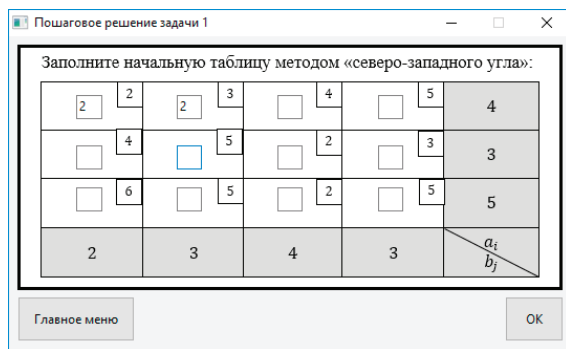 Пошаговое решение задачи 1
Заполните начальную таблицу методом «северо-западного угла»:
2 2 2 3 4 5 4
4 5 2 3 3
6 5 2 5 5
2 3 4 3 aᵢ bⱼ
Главное меню OK